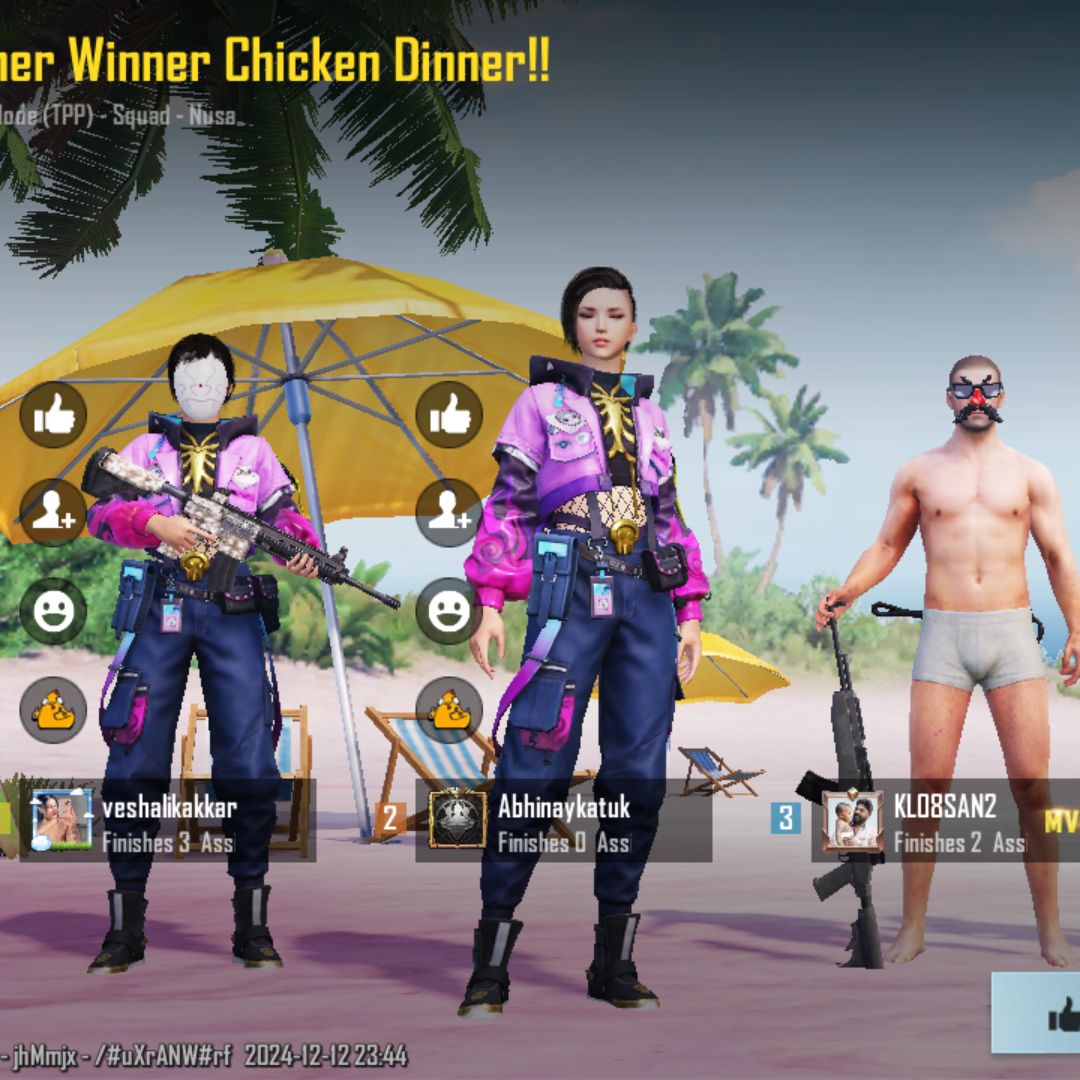 ner Winner Chicken Dinner!!
Mode (TPP) - Squad - Nusa
veshalikakkar
Finishes 3 Ass
2
Abhinaykatuk
Finishes 0 Ass
3
KL08SAN2
Finishes 2 Ass
MV
- jhMmjx - /#uXrANW#rf 2024-12-12 23:44